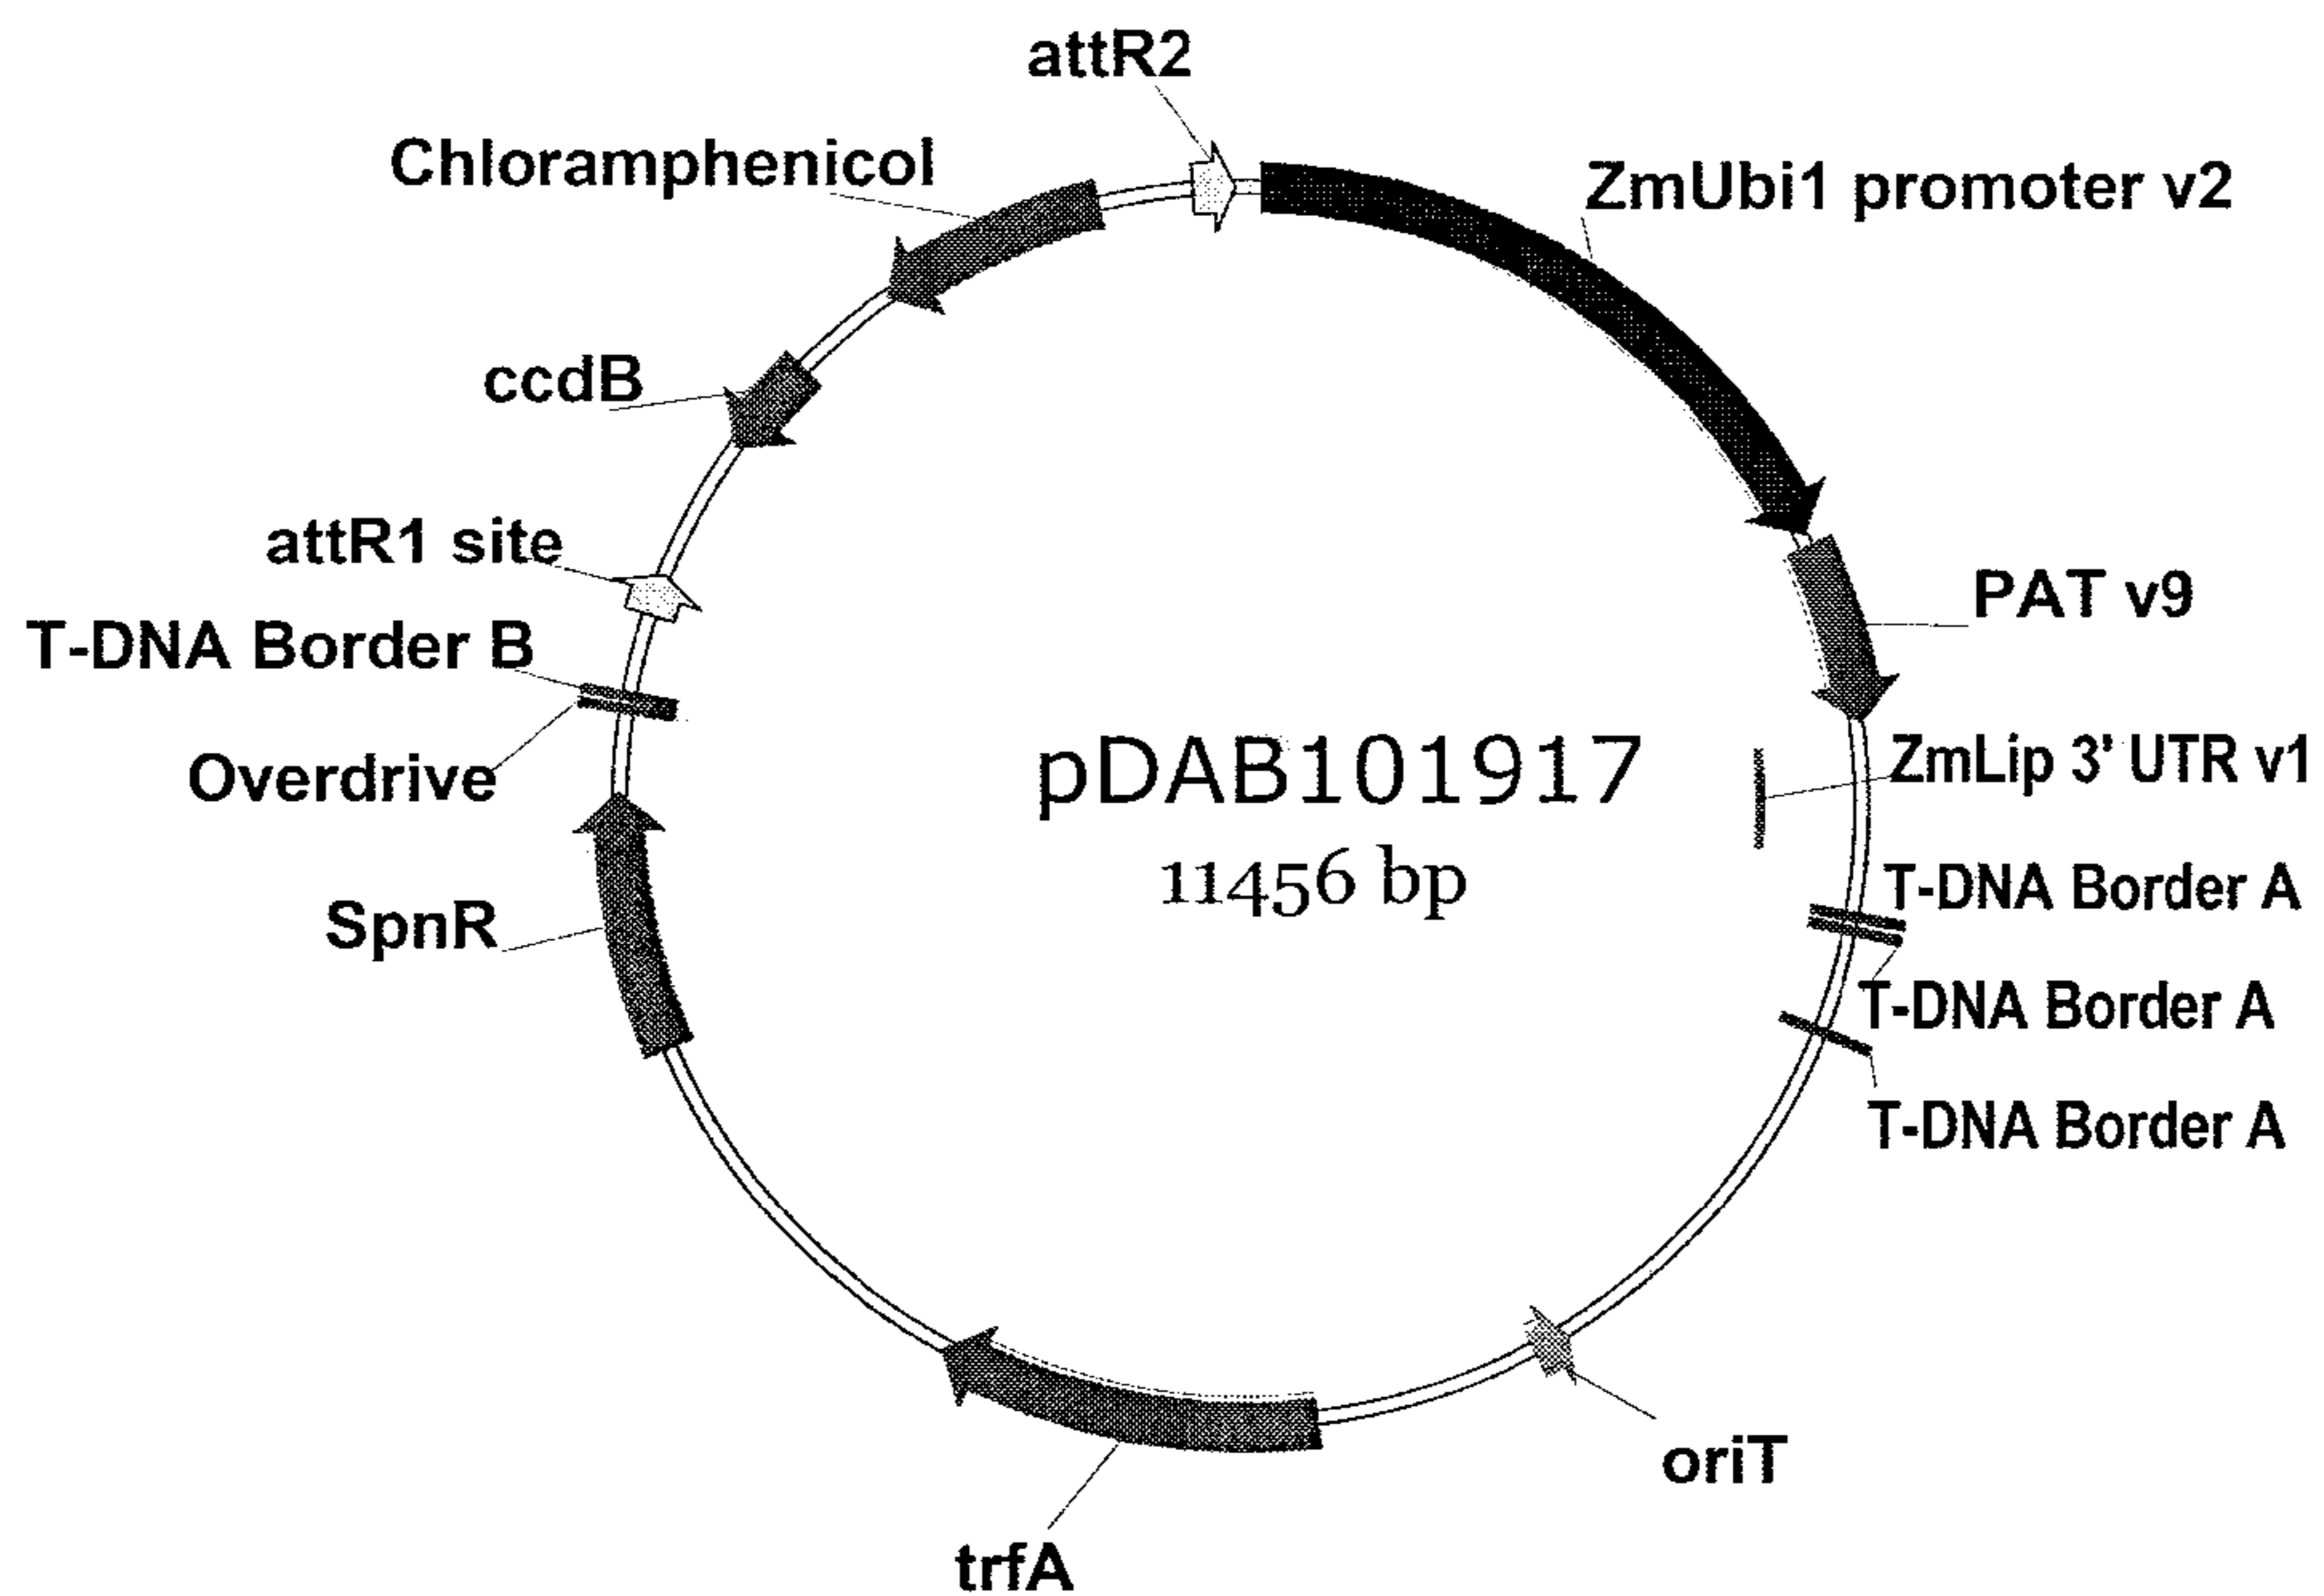 attR2
Chloramphenicol
ZmUbi1 promoter v2
ccdB
attR1 site
PAT v9
T-DNA Border B
pDAB101917
ZmLip 3' UTR v1
Overdrive
11456 bp
T-DNA Border A
SpnR
T-DNA Border A
T-DNA Border A
oriT
trfA